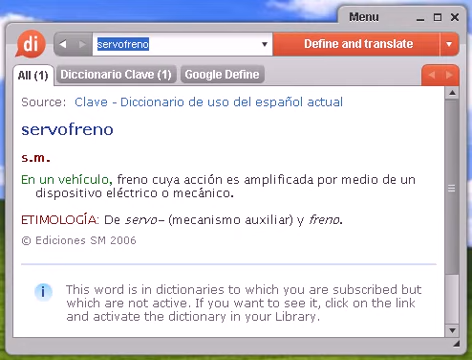 Menu
di
servofreno
Define and translate
All (1)
Diccionario Clave (1)
Google Define
Source: Clave - Diccionario de uso del español actual
servofreno
s.m.
En un vehículo, freno cuya acción es amplificada por medio de un
dispositivo eléctrico o mecánico.
ETIMOLOGÍA: De servo- (mecanismo auxiliar) y freno.
© Ediciones SM 2006
i
This word is in dictionaries to which you are subscribed but
which are not active. If you want to see it, click on the link
and activate the dictionary in your Library.